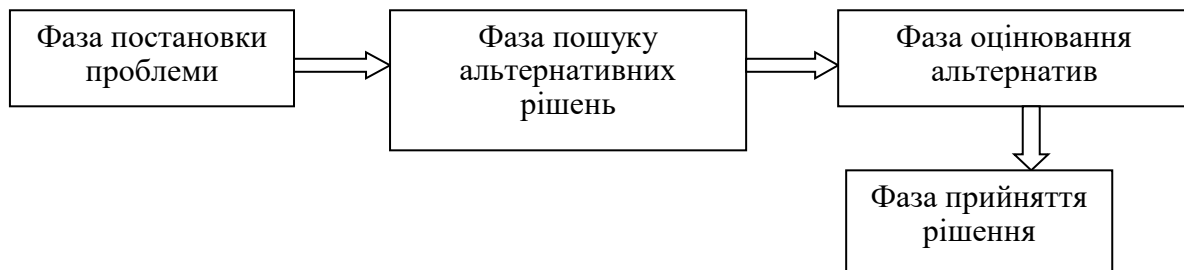 Фаза постановки
проблеми
Фаза пошуку
альтернативних
рішень
Фаза оцінювання
альтернатив
Фаза прийняття
рішення